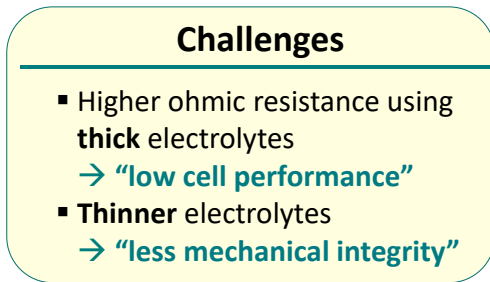 Challenges
▪ Higher ohmic resistance using
thick electrolytes
→ “low cell performance”
▪ Thinner electrolytes
→ “less mechanical integrity”